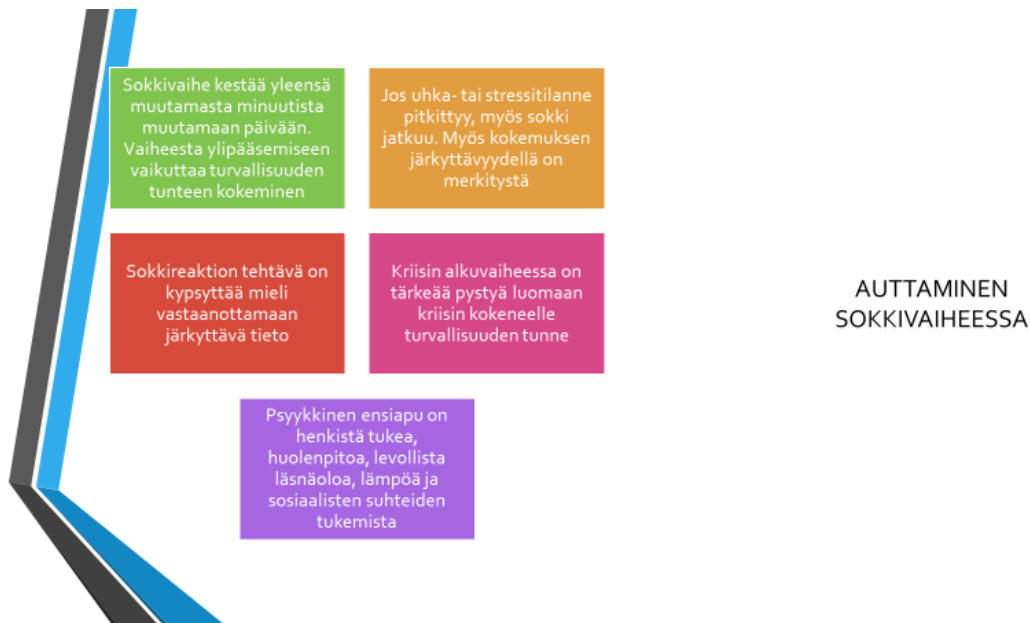 Sokkivaihe kestää yleensä
muutamasta minuutista
muutamaan päivään.
Vaiheesta ylipääsemiseen
vaikuttaa turvallisuuden
tunteen kokeminen
Jos uhka- tai stressitilanne
pitkittyy, myös sokki
jatkuu. Myös kokemuksen
järkyttävyydellä on
merkitystä
Sokkireaktion tehtävä on
kypsyttää mieli
vastaanottamaan
järkyttävä tieto
Kriisin alkuvaiheessa on
tärkeää pystyä luomaan
kriisin kokeneelle
turvallisuuden tunne
Psyykkinen ensiapu on
henkistä tukea,
huolenpitoa, levollista
läsnäoloa, lämpöä ja
sosiaalisten suhteiden
tukemista
AUTTAMINEN
SOKKIVAIHEESSA